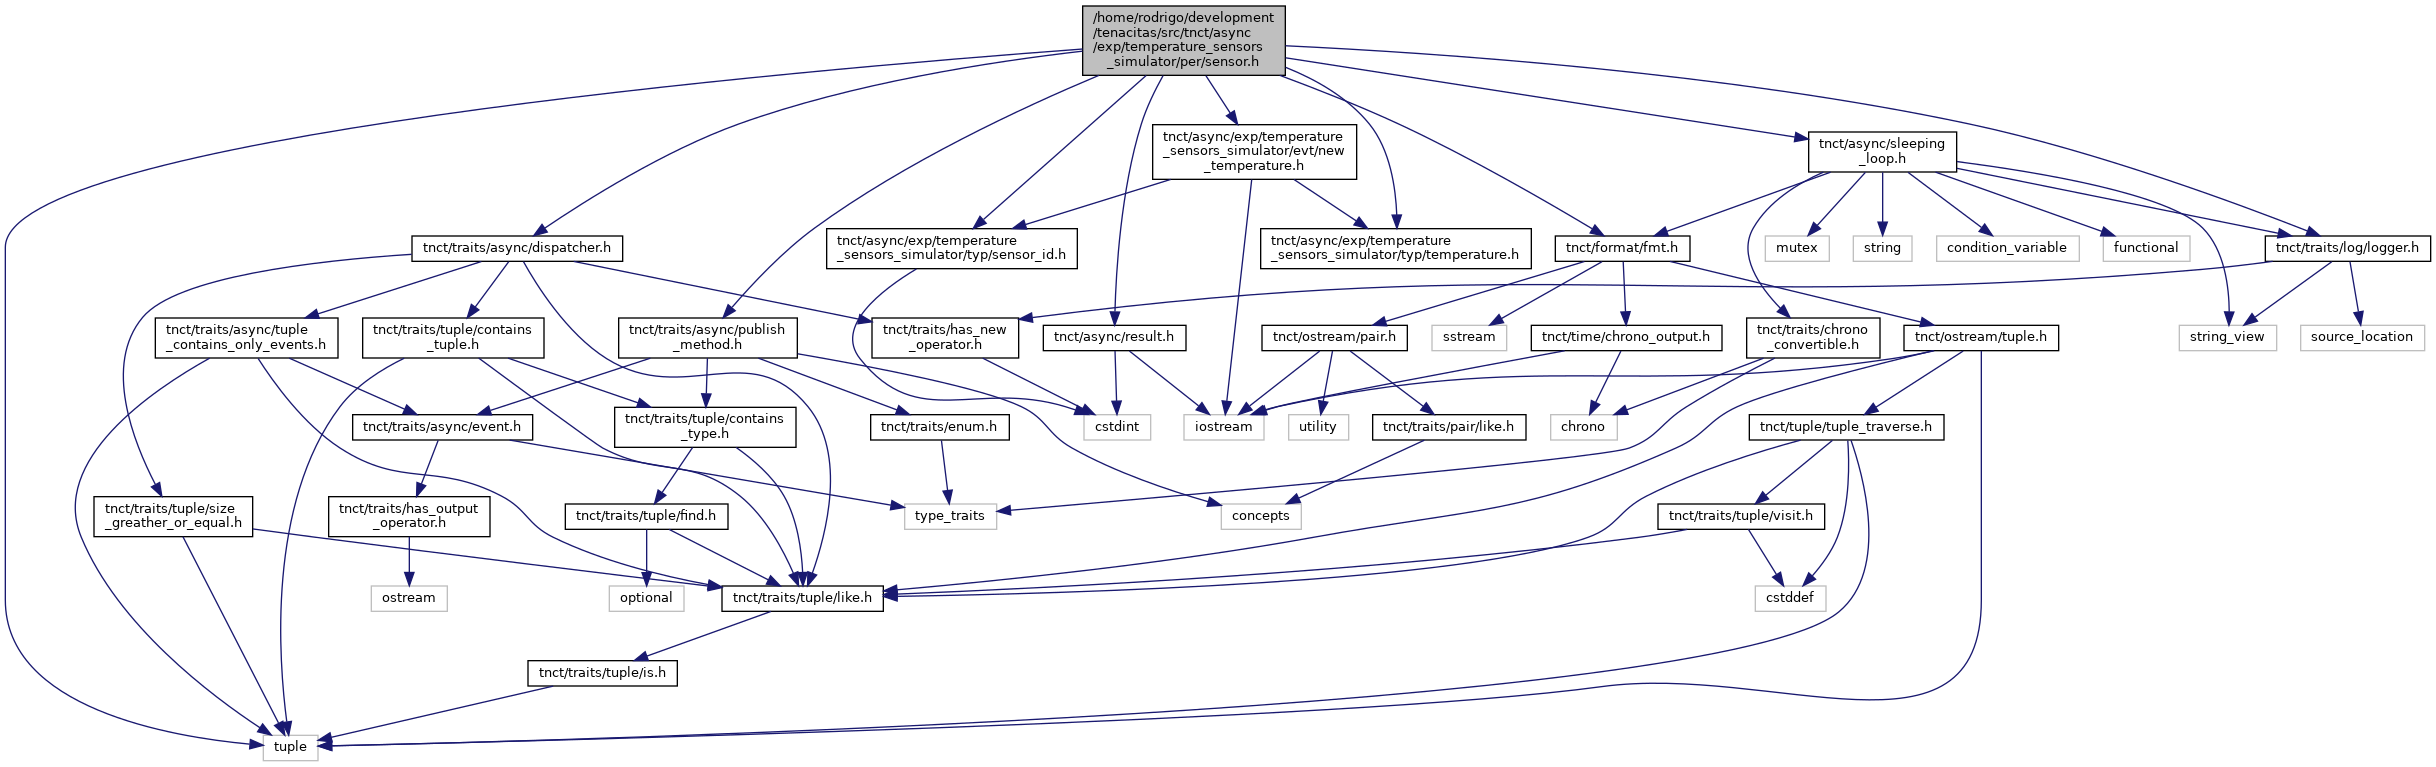 /home/rodrigo/development
/tenacitas/src/tnct/async
/exp/temperature_sensors
_simulator/per/sensor.h
tnct/async/exp/temperature
_sensors_simulator/evt/new
_temperature.h
tnct/async/sleeping
_loop.h
tnct/traits/async/dispatcher.h
tnct/async/exp/temperature
_sensors_simulator/typ/sensor_id.h
tnct/async/exp/temperature
_sensors_simulator/typ/temperature.h
tnct/format/fmt.h
mutex
string
condition_variable
functional
tnct/traits/log/logger.h
tnct/traits/async/tuple
_contains_only_events.h
tnct/traits/tuple/contains
_tuple.h
tnct/traits/async/publish
_method.h
tnct/traits/has_new
_operator.h
tnct/async/result.h
tnct/ostream/pair.h
sstream
tnct/time/chrono_output.h
tnct/traits/chrono
_convertible.h
tnct/ostream/tuple.h
string_view
source_location
tnct/traits/async/event.h
tnct/traits/tuple/contains
_type.h
tnct/traits/enum.h
cstdint
iostream
utility
tnct/traits/pair/like.h
chrono
tnct/tuple/tuple_traverse.h
tnct/traits/tuple/size
_greather_or_equal.h
tnct/traits/has_output
_operator.h
tnct/traits/tuple/find.h
type_traits
concepts
tnct/traits/tuple/visit.h
ostream
optional
tnct/traits/tuple/like.h
cstddef
tnct/traits/tuple/is.h
tuple